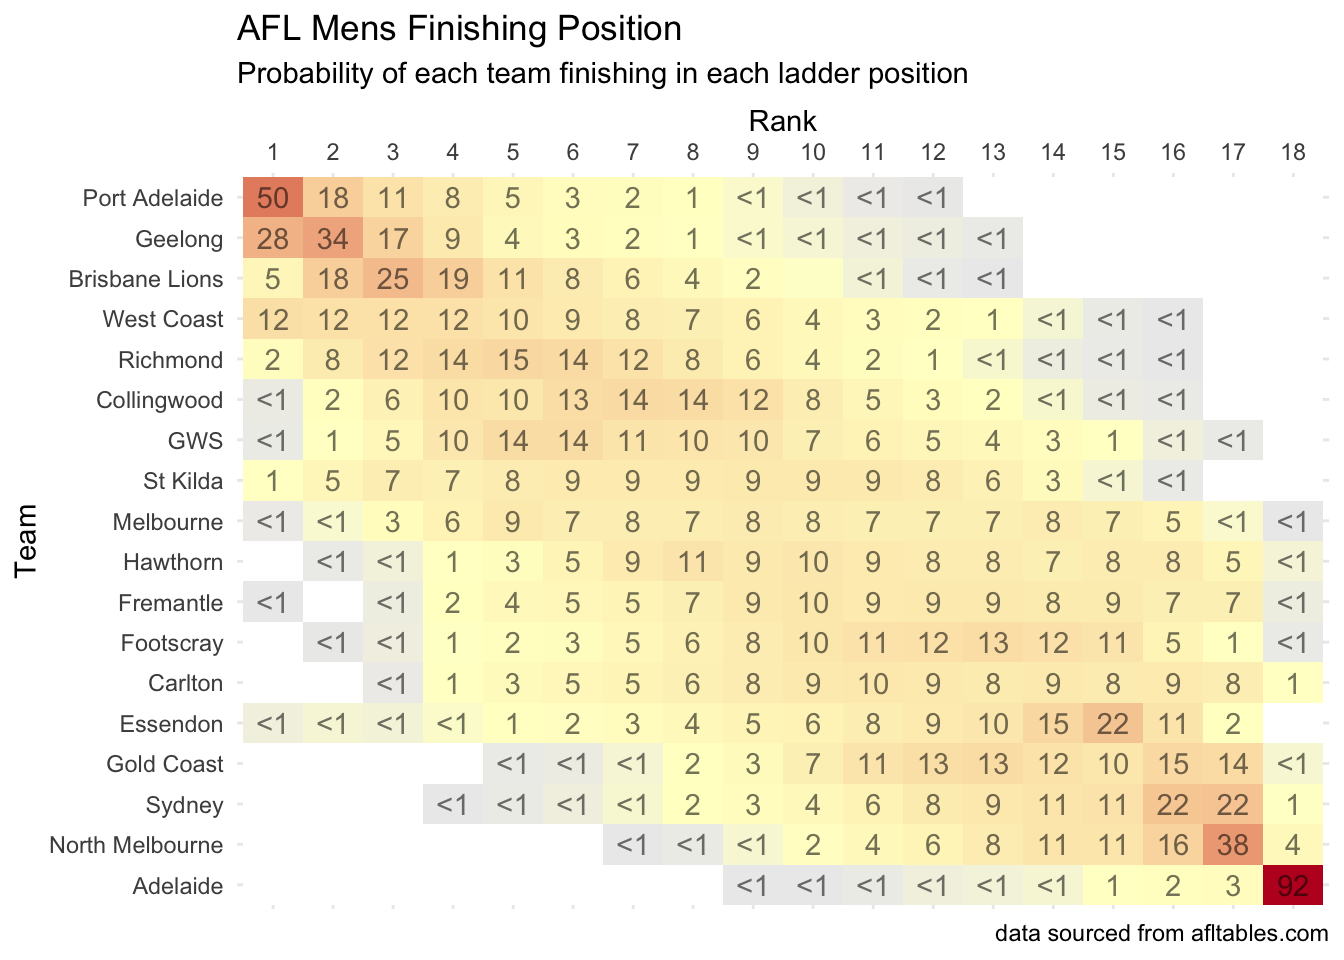 AFL Mens Finishing Position
Probability of each team finishing in each ladder position
Rank
1 2 3 4 5 6 7 8 9 10 11 12 13 14 15 16 17 18
Team
Port Adelaide 50 18 11 8 5 3 2 1 <1 <1 <1 <1
Geelong 28 34 17 9 4 3 2 1 <1 <1 <1 <1 <1
Brisbane Lions 5 18 25 19 11 8 6 4 2 <1 <1 <1
West Coast 12 12 12 12 10 9 8 7 6 4 3 2 1 <1 <1 <1
Richmond 2 8 12 14 15 14 12 8 6 4 2 1 <1 <1 <1 <1
Collingwood <1 2 6 10 10 13 14 14 12 8 5 3 2 <1 <1 <1
GWS <1 1 5 10 14 14 11 10 10 7 6 5 4 3 1 <1 <1
St Kilda 1 5 7 7 8 9 9 9 9 9 9 8 6 3 <1 <1
Melbourne <1 <1 3 6 9 7 8 7 8 8 7 7 7 8 7 5 <1 <1
Hawthorn <1 <1 1 3 5 9 11 9 10 9 8 8 7 8 8 5 <1
Fremantle <1 <1 2 4 5 5 7 9 10 9 9 9 8 9 7 7 <1
Footscray <1 <1 1 2 3 5 6 8 10 11 12 13 12 11 5 1 <1
Carlton <1 1 3 5 5 6 8 9 10 9 8 9 8 9 8 1
Essendon <1 <1 <1 <1 1 2 3 4 5 6 8 9 10 15 22 11 2
Gold Coast <1 <1 <1 2 3 7 11 13 13 12 10 15 14 <1
Sydney <1 <1 <1 <1 2 3 4 6 8 9 11 11 22 22 1
North Melbourne <1 <1 <1 2 4 6 8 11 11 16 38 4
Adelaide <1 <1 <1 <1 <1 <1 1 2 3 92
data sourced from afltables.com